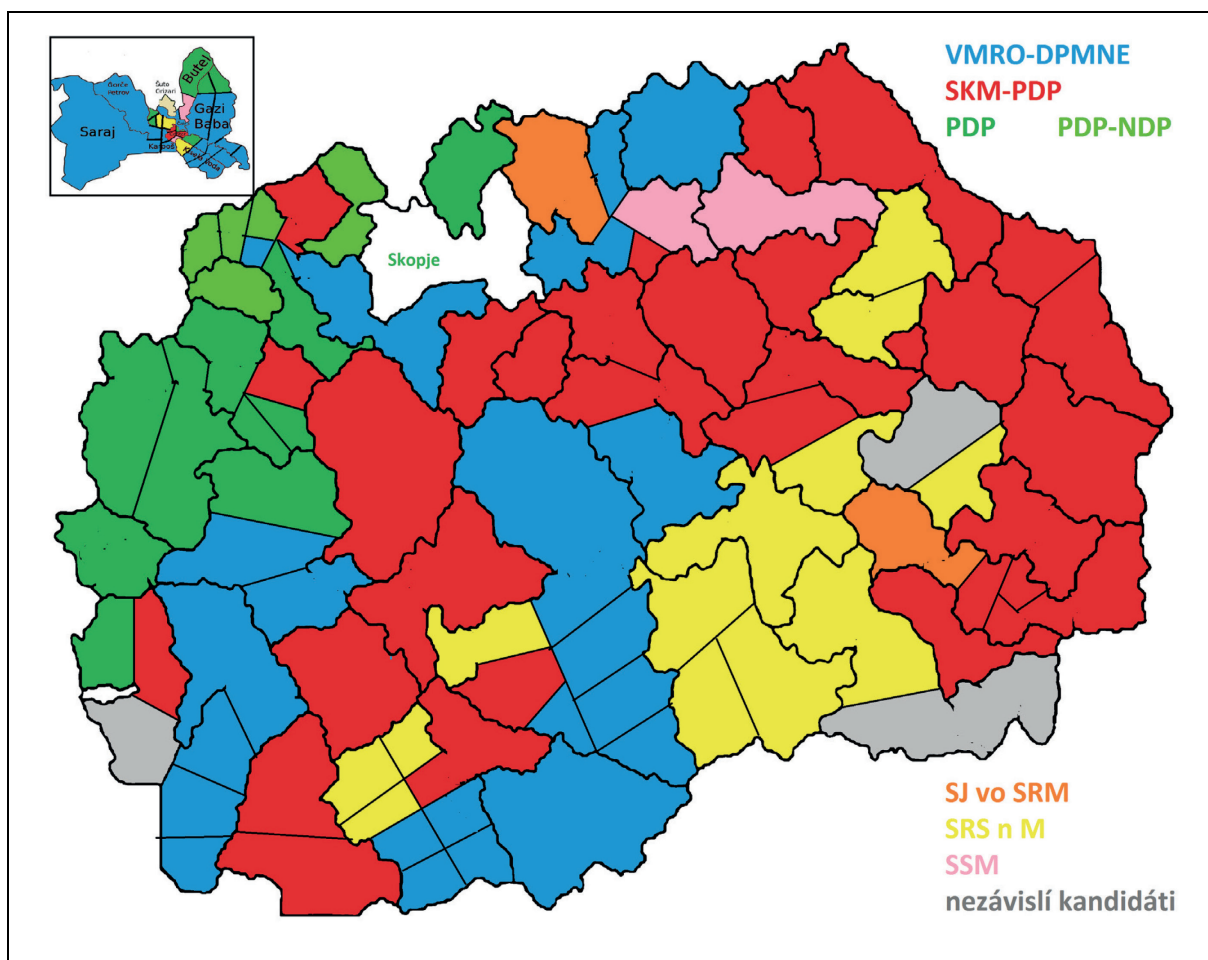 VMRO-DPMNE
SKM-PDP
PDP PDP-NDP
Butel
Šuto
Orizari
Gazi
Baba
Saraj
Karpoš
Skopje
SJ vo SRM
SRS n M
SSM
nezávislí kandidáti